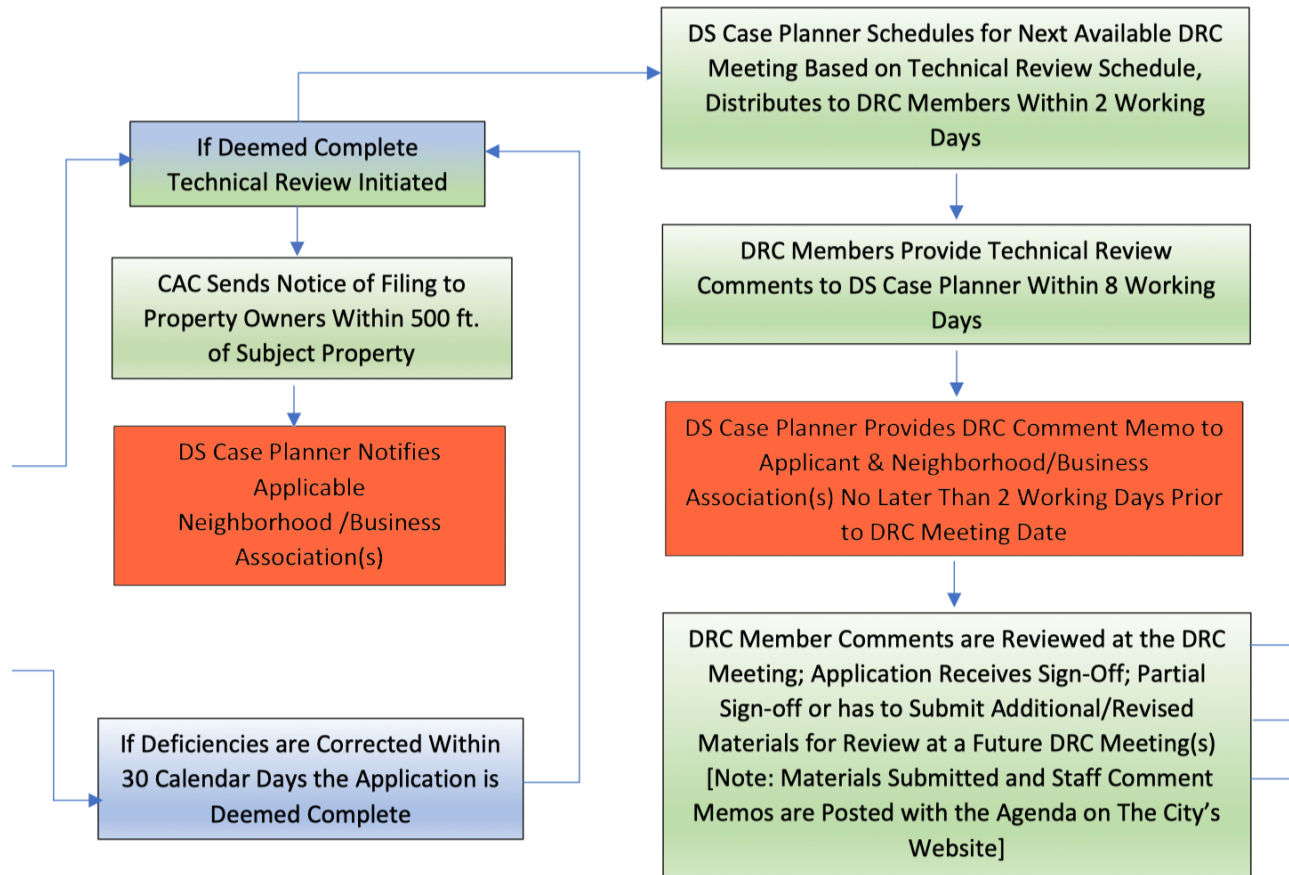 If Deemed Complete
Technical Review Initiated
CAC Sends Notice of Filing to
Property Owners Within 500 ft.
of Subject Property
DS Case Planner Notifies
Applicable
Neighborhood /Business
Association(s)
If Deficiencies are Corrected Within
30 Calendar Days the Application is
Deemed Complete
DS Case Planner Schedules for Next Available DRC
Meeting Based on Technical Review Schedule,
Distributes to DRC Members Within 2 Working
Days
DRC Members Provide Technical Review
Comments to DS Case Planner Within 8 Working
Days
DS Case Planner Provides DRC Comment Memo to
Applicant & Neighborhood/Business
Association(s) No Later Than 2 Working Days Prior
to DRC Meeting Date
DRC Member Comments are Reviewed at the DRC
Meeting; Application Receives Sign-Off; Partial
Sign-off or has to Submit Additional/Revised
Materials for Review at a Future DRC Meeting(s)
[Note: Materials Submitted and Staff Comment
Memos are Posted with the Agenda on The City’s
Website]